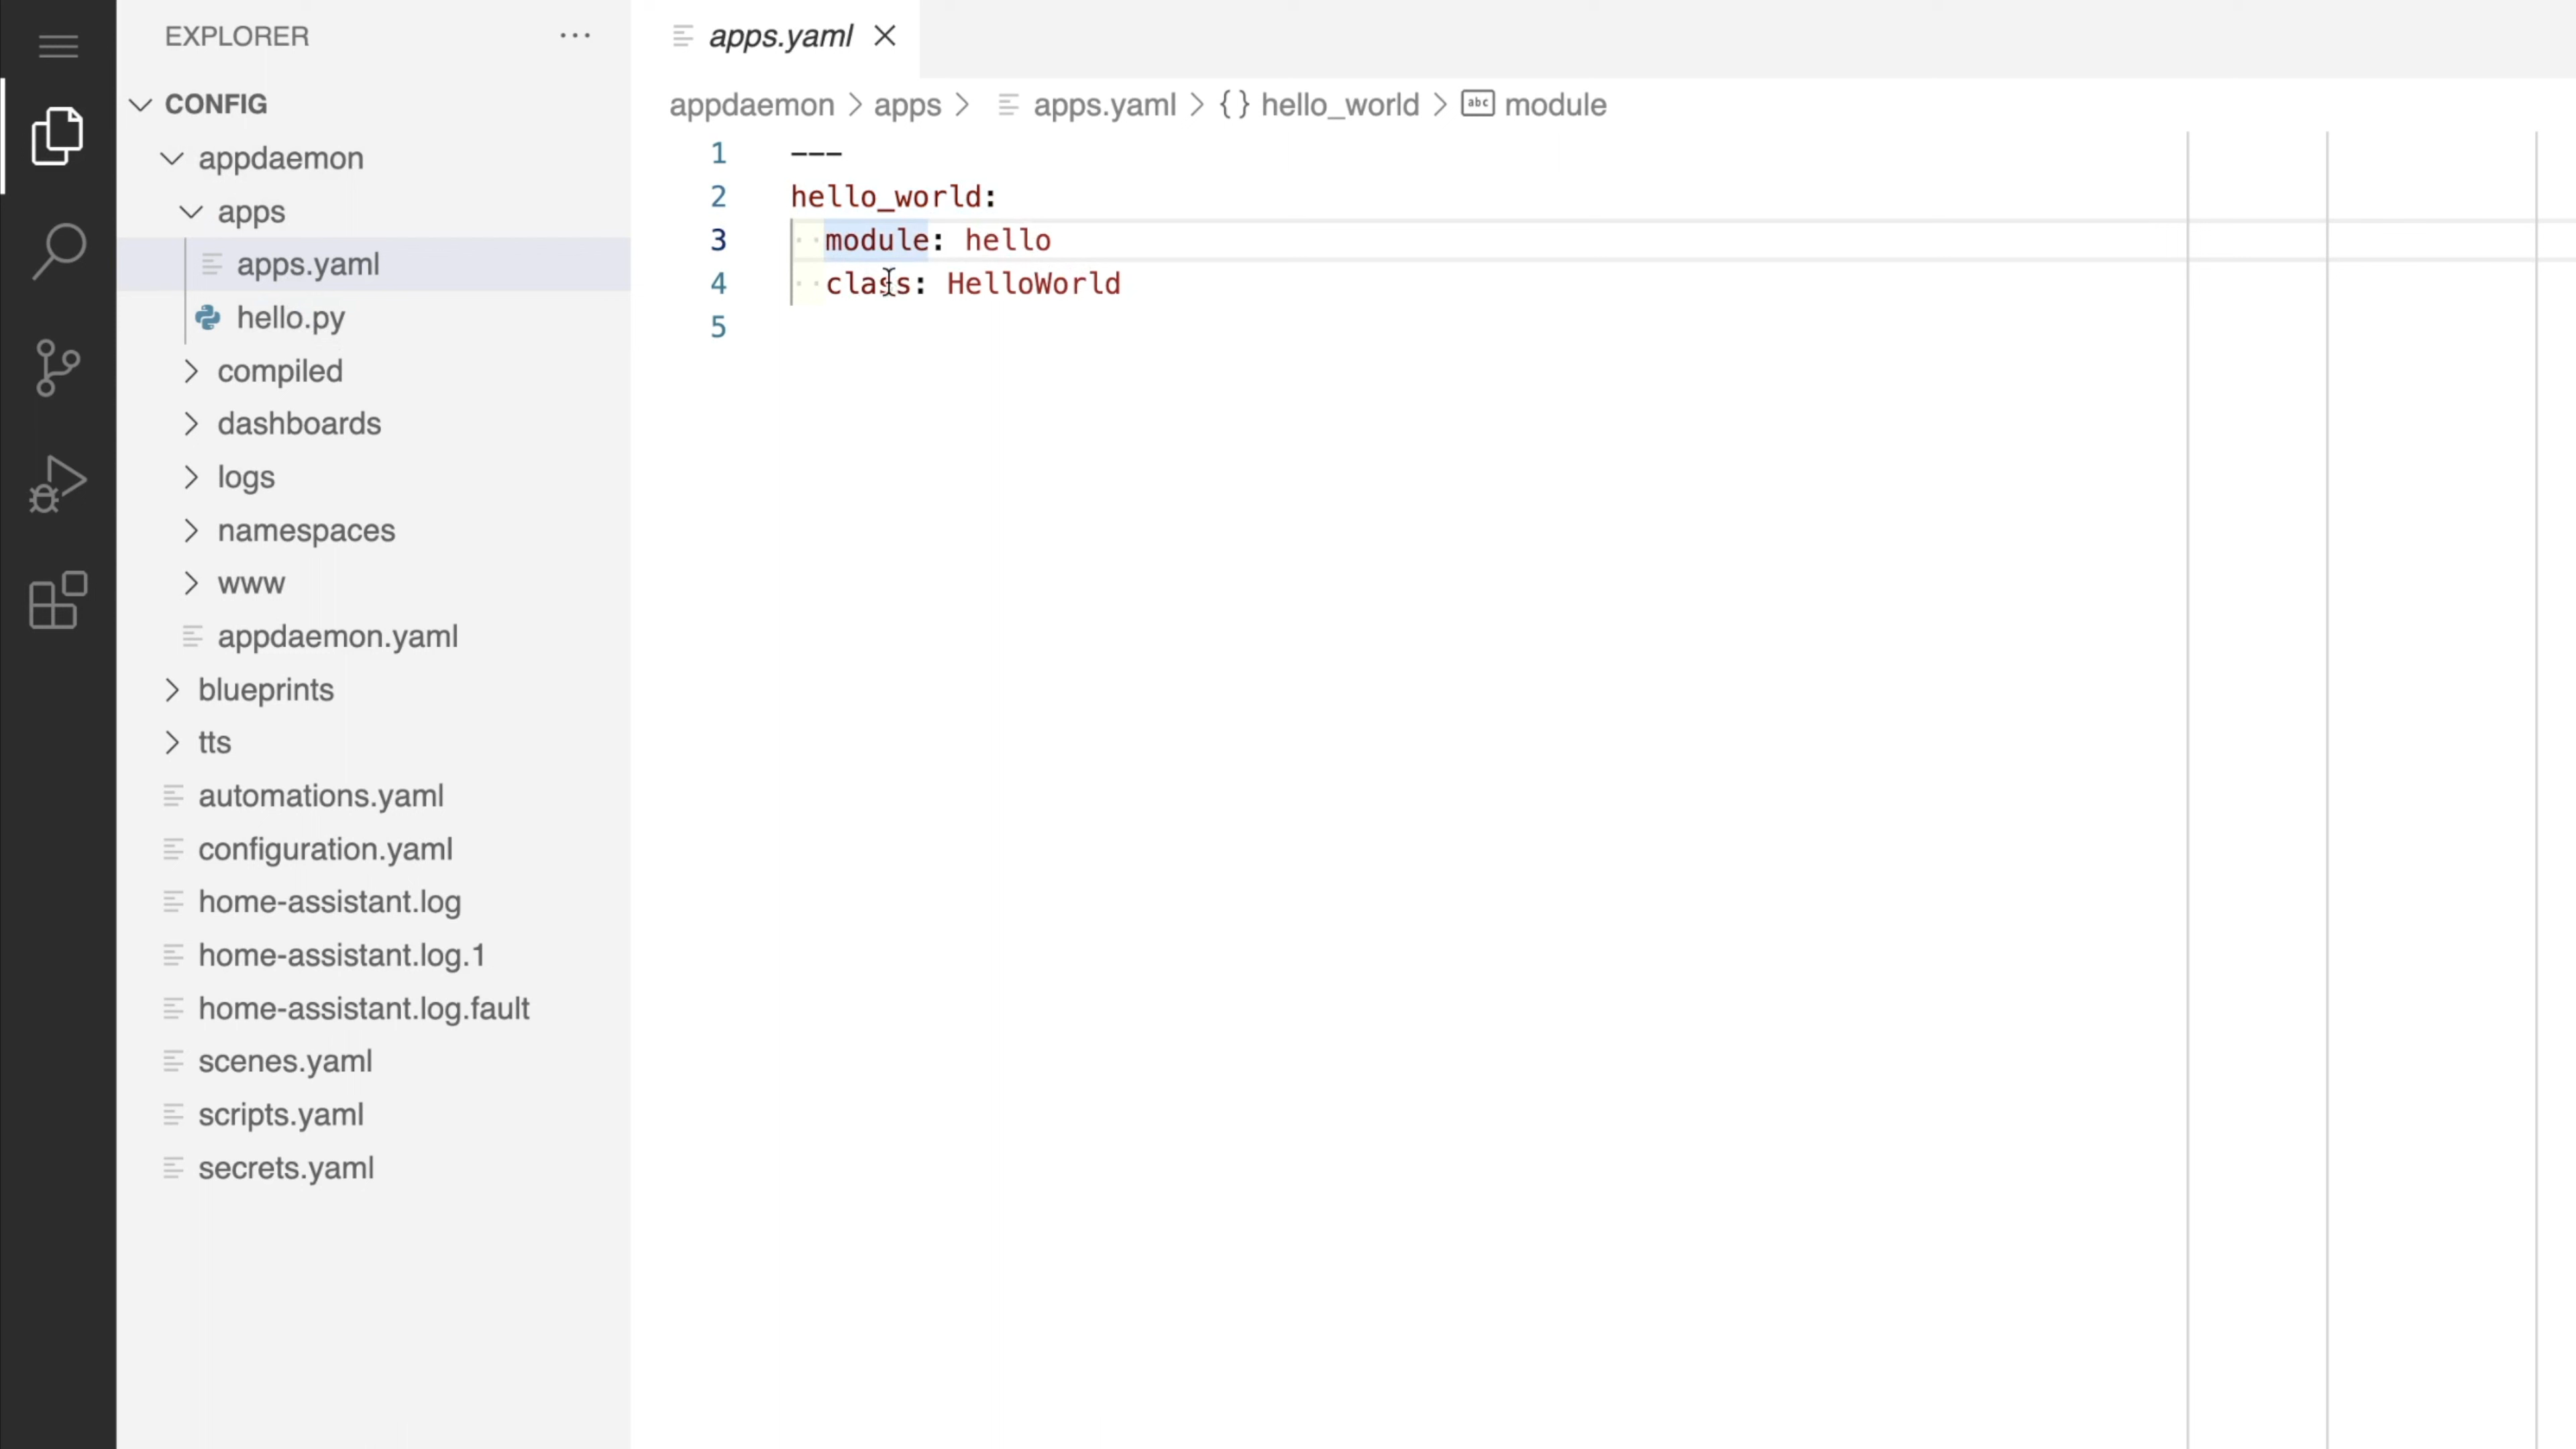 EXPLORER
CONFIG
appdaemon
apps
apps.yaml
hello.py
compiled
dashboards
logs
namespaces
www
appdaemon.yaml
blueprints
tts
automations.yaml
configuration.yaml
home-assistant.log
home-assistant.log.1
home-assistant.log.fault
scenes.yaml
scripts.yaml
secrets.yaml
apps.yaml
appdaemon > apps > apps.yaml > {} hello_world > abc module
1 ---
2 hello_world:
3 module: hello
4 class: HelloWorld
5